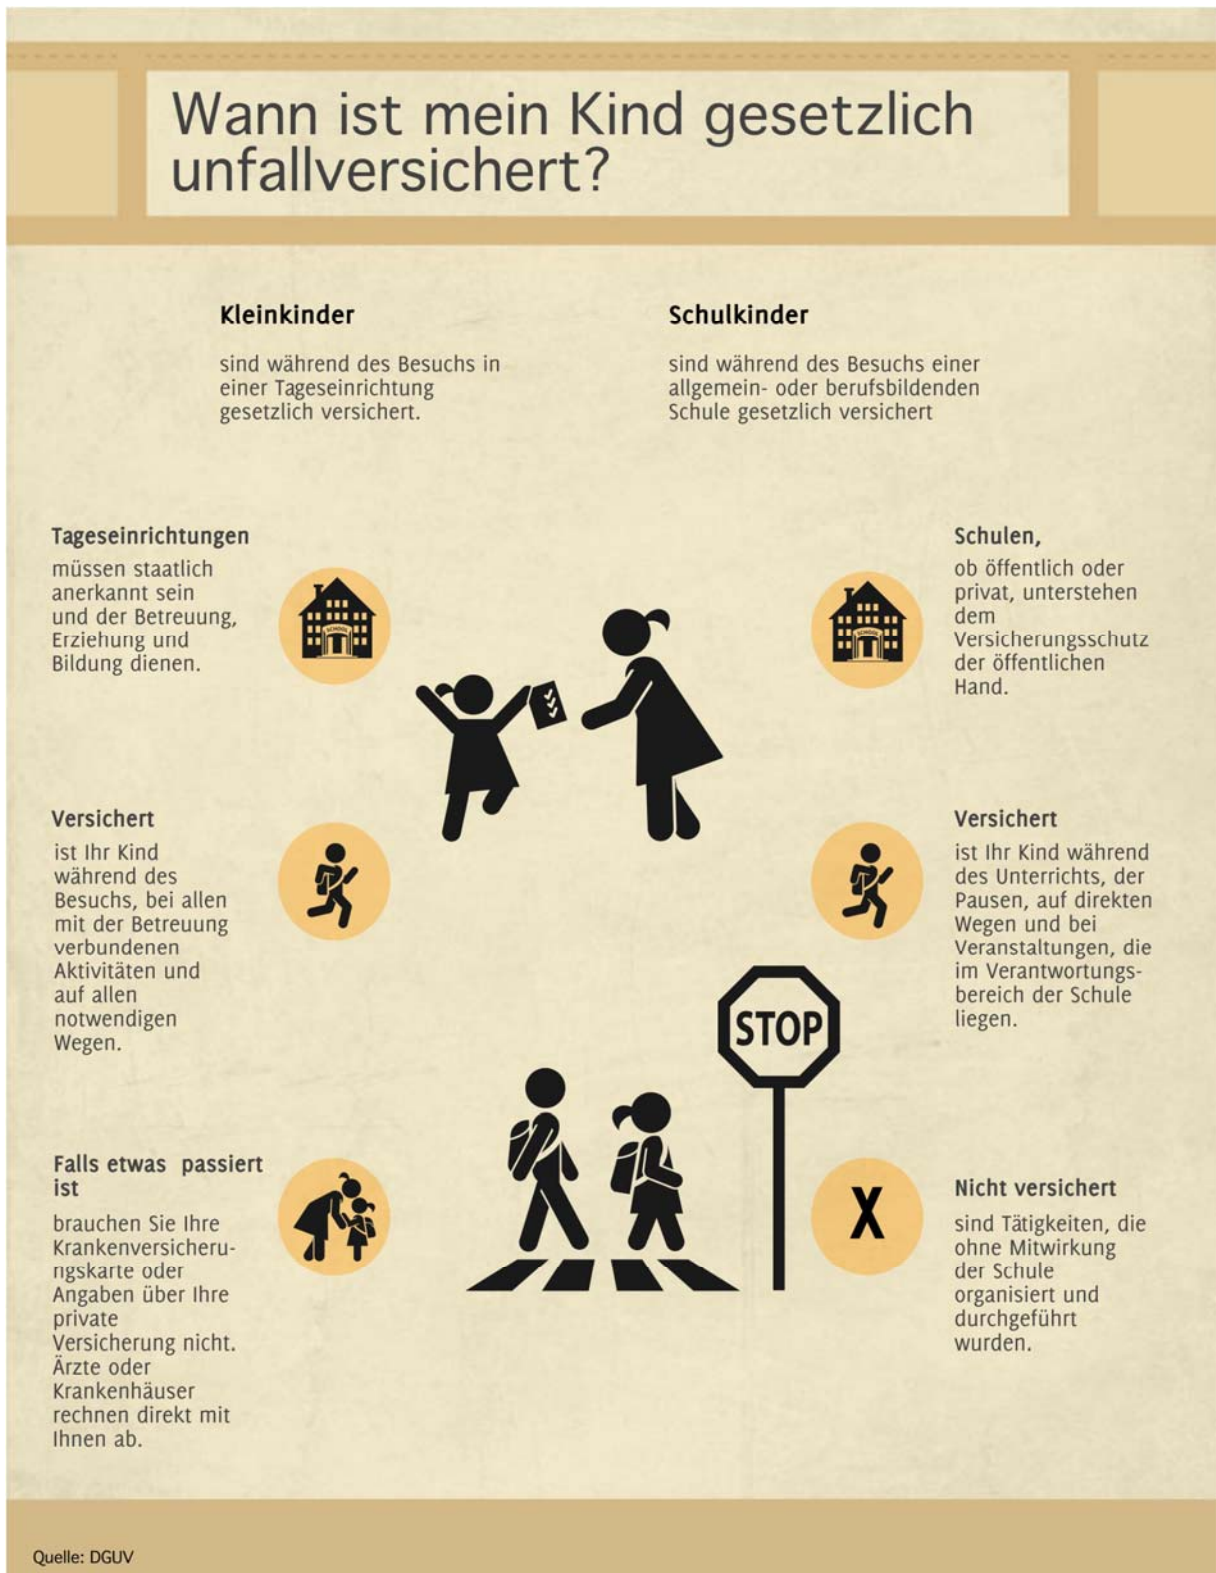 Wann ist mein Kind gesetzlich
unfallversichert?
Kleinkinder
sind während des Besuchs in
einer Tageseinrichtung
gesetzlich versichert.
Schulkinder
sind während des Besuchs einer
allgemein- oder berufsbildenden
Schule gesetzlich versichert
Tageseinrichtungen
müssen staatlich
anerkannt sein
und der Betreuung,
Erziehung und
Bildung dienen.
SCHOOL
Schulen,
ob öffentlich oder
privat, unterstehen
dem
Versicherungsschutz
der öffentlichen
Hand.
SCHOOL
Versichert
ist Ihr Kind
während des
Besuchs, bei allen
mit der Betreuung
verbundenen
Aktivitäten und
auf allen
notwendigen
Wegen.
Versichert
ist Ihr Kind während
des Unterrichts, der
Pausen, auf direkten
Wegen und bei
Veranstaltungen, die
im Verantwortungs-
bereich der Schule
liegen.
STOP
Falls etwas passiert
ist
brauchen Sie Ihre
Krankenversicheru-
ngskarte oder
Angaben über Ihre
private
Versicherung nicht.
Ärzte oder
Krankenhäuser
rechnen direkt mit
Ihnen ab.
X
Nicht versichert
sind Tätigkeiten, die
ohne Mitwirkung
der Schule
organisiert und
durchgeführt
wurden.
Quelle: DGUV